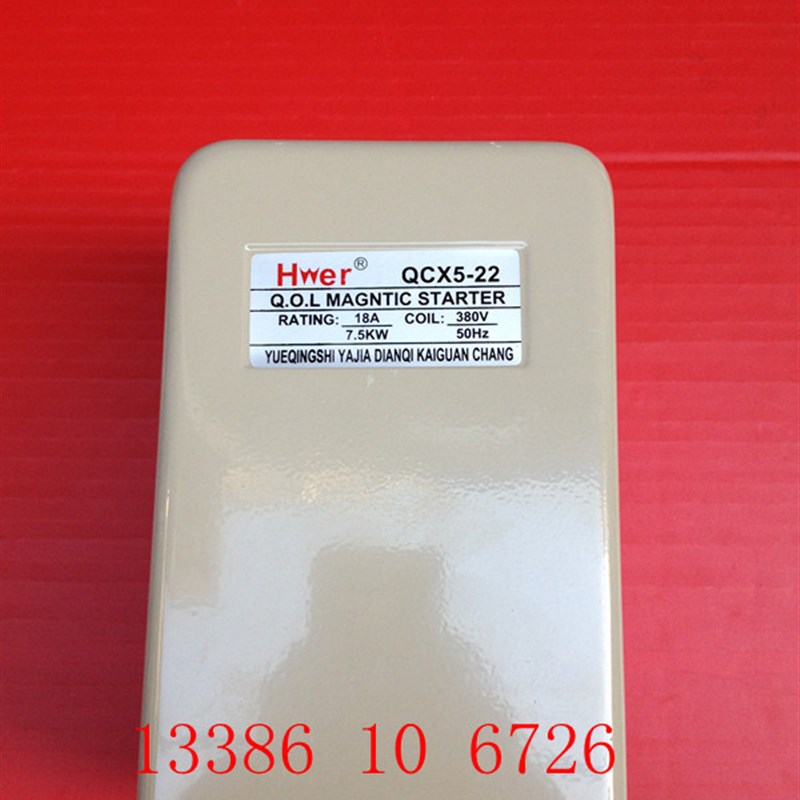 Hwer® QCX5-22
Q.O.L MAGNTIC STARTER
RATING: 18A COIL: 380V
7.5KW 50Hz
YUEQINGSHI YAJIA DIANQI KAIGUAN CHANG
13386 10 6726